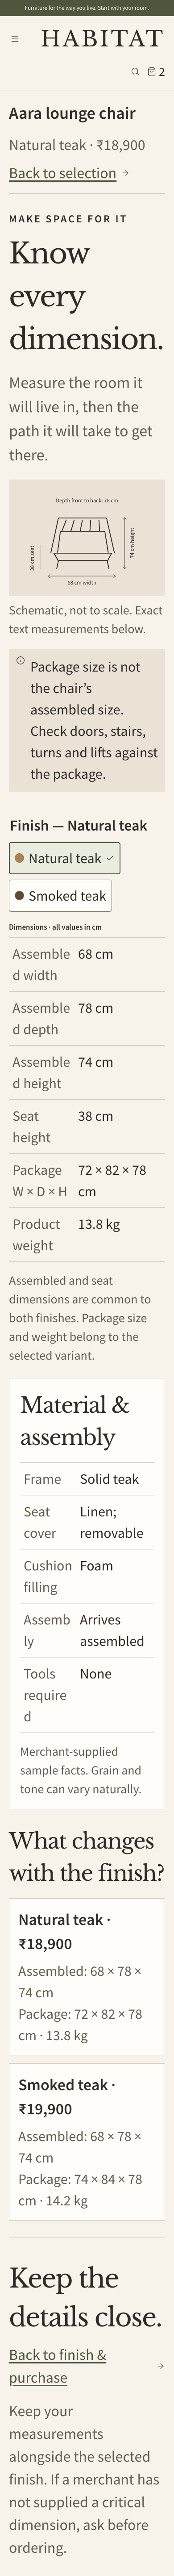 Furniture for the way you live. Start with your room.
HABITAT
2
Aara lounge chair
Natural teak · ₹18,900
Back to selection →
MAKE SPACE FOR IT
Know
every
dimension.
Measure the room it
will live in, then the
path it will take to get
there.
Depth front to back: 78 cm
38 cm seat
74 cm height
68 cm width
Schematic, not to scale. Exact
text measurements below.
Package size is not
the chair’s
assembled size.
Check doors, stairs,
turns and lifts against
the package.
Finish — Natural teak
Natural teak ✓
Smoked teak
Dimensions · all values in cm
Assemble 68 cm
d width
Assemble 78 cm
d depth
Assemble 74 cm
d height
Seat 38 cm
height
Package 72 × 82 × 78
W × D × H cm
Product 13.8 kg
weight
Assembled and seat
dimensions are common to
both finishes. Package size
and weight belong to the
selected variant.
Material &
assembly
Frame Solid teak
Seat Linen;
cover removable
Cushion Foam
filling
Assemb Arrives
ly assembled
Tools None
require
d
Merchant-supplied
sample facts. Grain and
tone can vary naturally.
What changes
with the finish?
Natural teak ·
₹18,900
Assembled: 68 × 78 ×
74 cm
Package: 72 × 82 × 78
cm · 13.8 kg
Smoked teak ·
₹19,900
Assembled: 68 × 78 ×
74 cm
Package: 74 × 84 × 78
cm · 14.2 kg
Keep the
details close.
Back to finish & →
purchase
Keep your
measurements
alongside the selected
finish. If a merchant has
not supplied a critical
dimension, ask before
ordering.